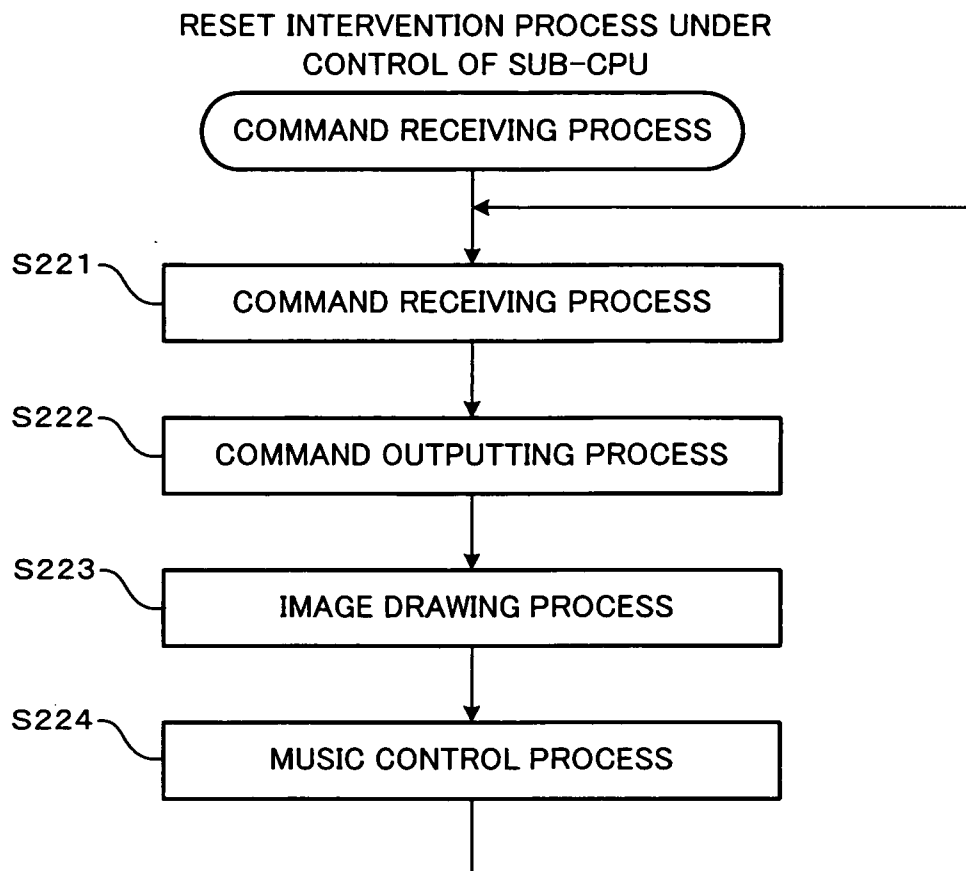 RESET INTERVENTION PROCESS UNDER
CONTROL OF SUB-CPU
COMMAND RECEIVING PROCESS
S221
COMMAND RECEIVING PROCESS
S222
COMMAND OUTPUTTING PROCESS
S223
IMAGE DRAWING PROCESS
S224
MUSIC CONTROL PROCESS